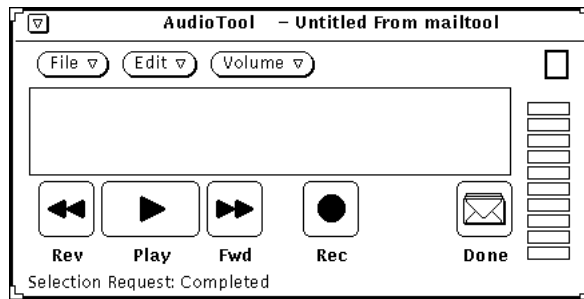 AudioTool – Untitled From mailtool
File Edit Volume
Rev Play Fwd Rec Done
Selection Request: Completed